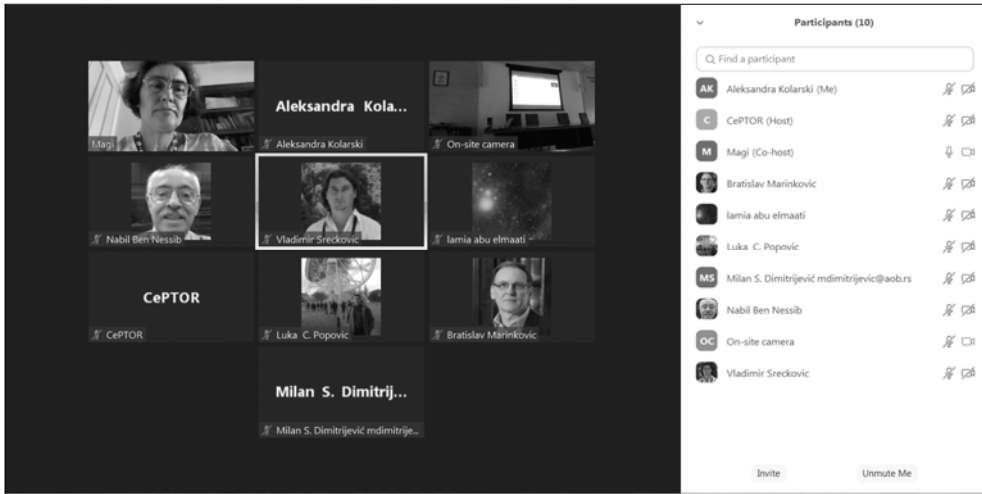 Aleksandra Kola...
Magi
Aleksandra Kolarski
On-site camera
Nabil Ben Nessib
Vladimir Sreckovic
lamia abu elmaati
CePTOR
CePTOR
Luka C. Popovic
Bratislav Marinkovic
Milan S. Dimitrij...
Milan S. Dimitrijević mdimitrije...
Participants (10)
Find a participant
AK Aleksandra Kolarski (Me)
C CePTOR (Host)
M Magi (Co-host)
Bratislav Marinkovic
lamia abu elmaati
Luka C. Popovic
MS Milan S. Dimitrijević mdimitrijevic@aob.rs
Nabil Ben Nessib
OC On-site camera
Vladimir Sreckovic
Invite Unmute Me